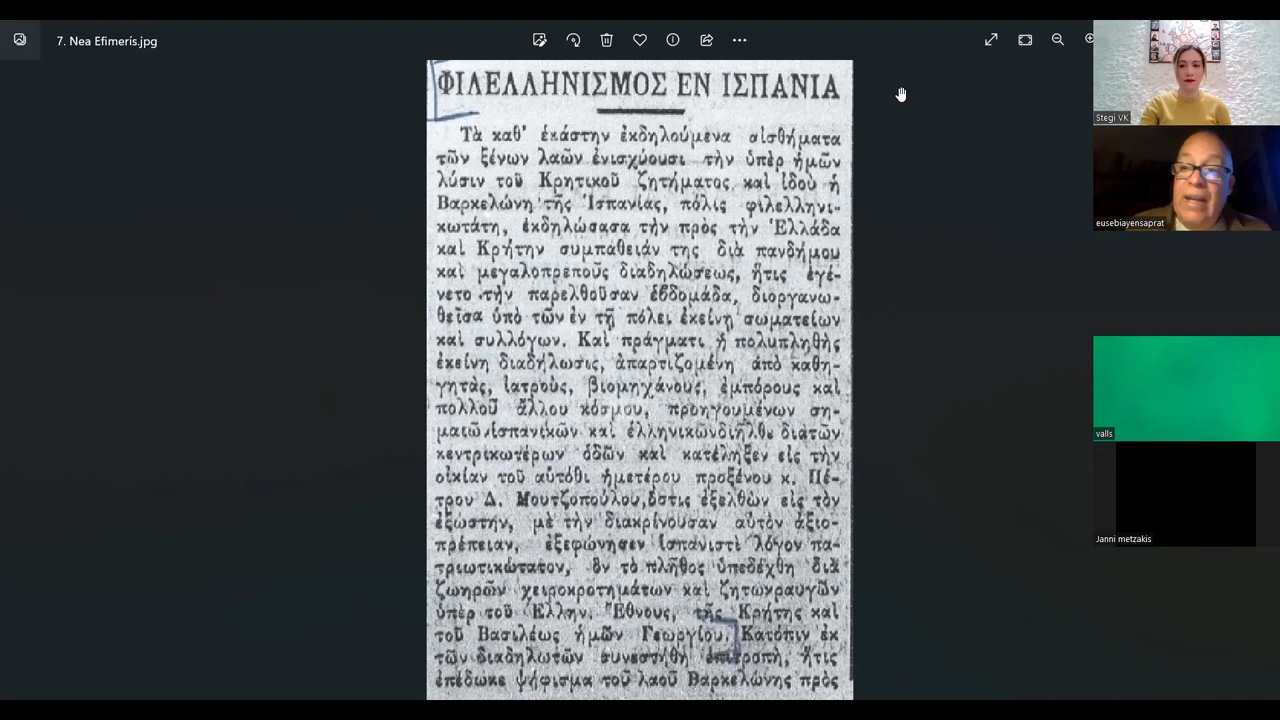 7. Nea Efimeris.jpg
ΦΙΛΕΛΛΗΝΙΣΜΟΣ ΕΝ ΙΣΠΑΝΙΑ
Τὰ καθ' ἑκάστην ἐκδηλούμενα αἰσθήματα
τῶν ξένων λαῶν ἐνισχύουσι τὴν ὑπὲρ ἡμῶν
λύσιν τοῦ Κρητικοῦ ζητήματος καὶ ἰδοὺ ἡ
Βαρκελώνη τῆς Ἱσπανίας, πόλις φιλελληνι-
κωτάτη, ἐκδηλώσασα τὴν πρὸς τὴν Ἑλλάδα
καὶ Κρήτην συμπάθειάν της διὰ πανδήμου
καὶ μεγαλοπρεποῦς διαδηλώσεως, ἥτις ἐγέ-
νετο τὴν παρελθοῦσαν ἑβδομάδα, διοργανω-
θεῖσα ὑπὸ τῶν ἐν τῇ πόλει ἐκείνῃ σωματείων
καὶ συλλόγων. Καὶ πράγματι ἡ πολυπληθὴς
ἐκείνη διαδήλωσις, ἀπαρτιζομένη ἀπὸ καθη-
γητάς, ἰατρούς, βιομηχάνους, ἐμπόρους καὶ
πολλοῦ ἄλλου κόσμου, προηγουμένων ση-
μαιῶν ἱσπανικῶν καὶ ἑλληνικῶν διῆλθε διὰ τῶν
κεντρικωτέρων ὁδῶν καὶ κατέληξεν εἰς τὴν
οἰκίαν τοῦ αὐτόθι ἡμετέρου προξένου κ. Πέ-
τρου Δ. Μουτζοπούλου, ὅστις ἐξελθὼν εἰς τὸν
ἐξώστην, μὲ τὴν διακρίνουσαν αὐτὸν ἀξιο-
πρέπειαν, ἐξεφώνησεν ἱσπανιστὶ λόγον πα-
τριωτικώτατον, ὃν τὸ πλῆθος ὑπεδέχθη διὰ
ζωηρῶν χειροκροτημάτων καὶ ζητωκραυγῶν
ὑπὲρ τοῦ Ἑλλην. Ἔθνους, τῆς Κρήτης καὶ
τοῦ Βασιλέως ἡμῶν Γεωργίου. Κατόπιν ἐκ
τῶν διαδηλωτῶν συνεστήθη ἐπιτροπὴ, ἥτις
ἐπέδωκε ψήφισμα τοῦ λαοῦ Βαρκελώνης πρὸς
Stegi VK
eusebiayensaprat
valls
Janni metzakis